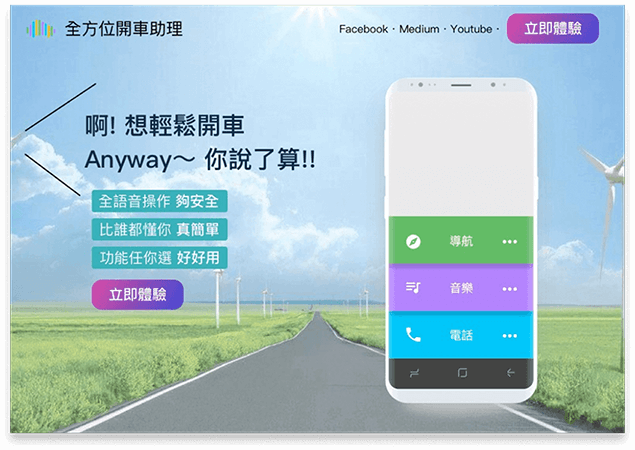 全方位開車助理
Facebook · Medium · Youtube ·
立即體驗
啊! 想輕鬆開車
Anyway～ 你說了算!!
全語音操作 夠安全
比誰都懂你 真簡單
功能任你選 好好用
立即體驗
導航
音樂
電話